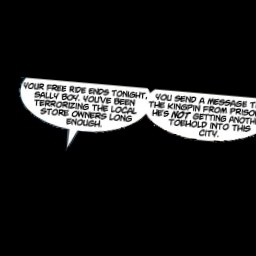 YOUR FREE RIDE ENDS TONIGHT,
SALLY BOY. YOU'VE BEEN
TERRORIZING THE LOCAL
STORE OWNERS LONG
ENOUGH.
YOU SEND A MESSAGE T
THE KINGPIN FROM PRISO
HE'S NOT GETTING ANOTH
TOEHOLD INTO THIS
CITY.